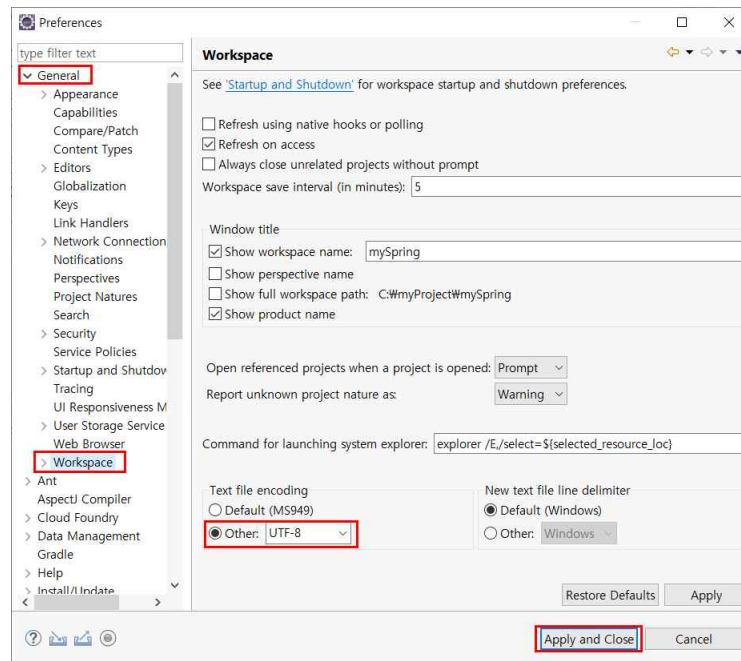 Preferences
type filter text
General
Appearance
Capabilities
Compare/Patch
Content Types
Editors
Globalization
Keys
Link Handlers
Network Connection
Notifications
Perspectives
Project Natures
Search
Security
Service Policies
Startup and Shutdow
Tracing
UI Responsiveness M
User Storage Service
Web Browser
Workspace
Ant
AspectJ Compiler
Cloud Foundry
Data Management
Gradle
Help
Install/Update
Workspace
See 'Startup and Shutdown' for workspace startup and shutdown preferences.
Refresh using native hooks or polling
Refresh on access
Always close unrelated projects without prompt
Workspace save interval (in minutes): 5
Window title
Show workspace name: mySpring
Show perspective name
Show full workspace path: C:₩myProject₩mySpring
Show product name
Open referenced projects when a project is opened: Prompt
Report unknown project nature as: Warning
Command for launching system explorer: explorer /E,/select=${selected_resource_loc}
Text file encoding
Default (MS949)
Other: UTF-8
New text file line delimiter
Default (Windows)
Other: Windows
Restore Defaults Apply
Apply and Close Cancel